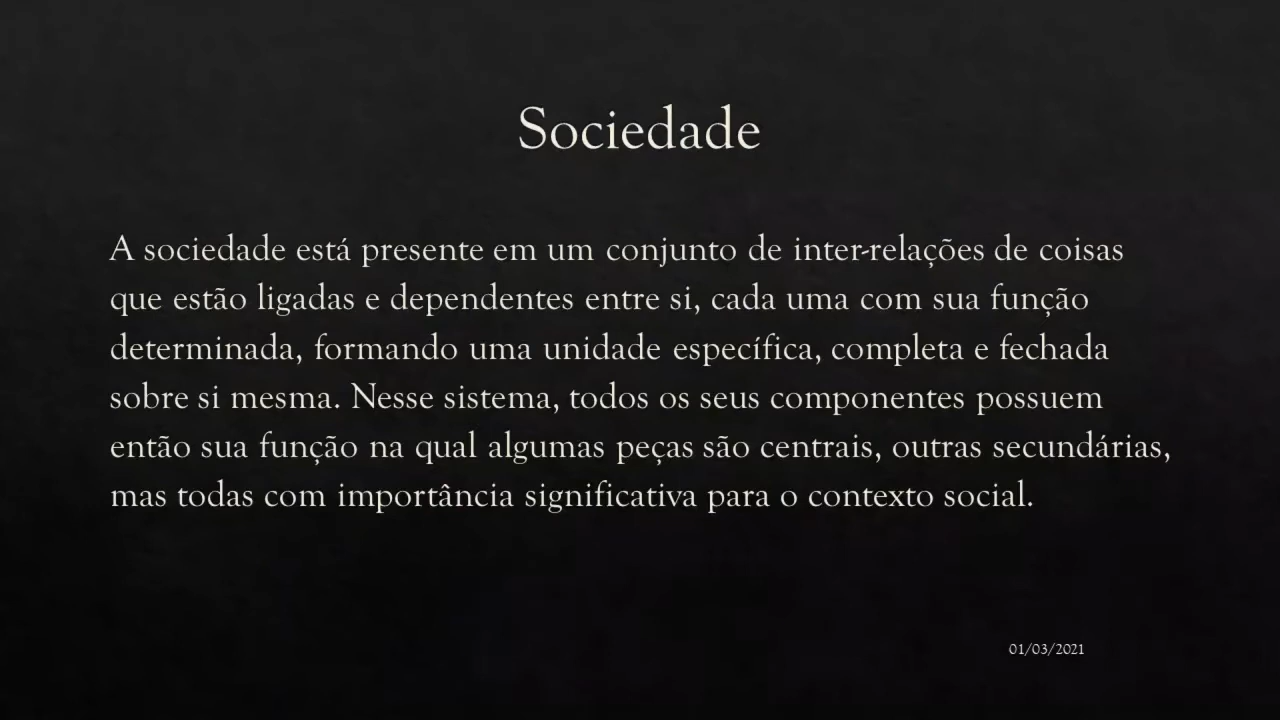 Sociedade
A sociedade está presente em um conjunto de inter-relações de coisas
que estão ligadas e dependentes entre si, cada uma com sua função
determinada, formando uma unidade específica, completa e fechada
sobre si mesma. Nesse sistema, todos os seus componentes possuem
então sua função na qual algumas peças são centrais, outras secundárias,
mas todas com importância significativa para o contexto social.
01/03/2021